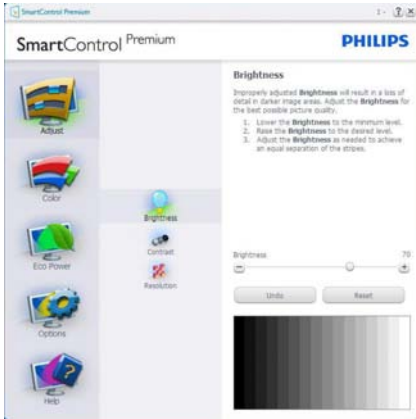 SmartControl Premium
SmartControl Premium
PHILIPS
Adjust
Color
Eco Power
Options
Help
Brightness
Contrast
Resolution
Brightness
Improperly adjusted Brightness will result in a loss of
detail in darker image areas. Adjust the Brightness for
the best possible picture quality.
1. Lower the Brightness to the minimum level.
2. Raise the Brightness to the desired level.
3. Adjust the Brightness as needed to achieve
an equal separation of the stripes.
Brightness
70
Undo
Reset